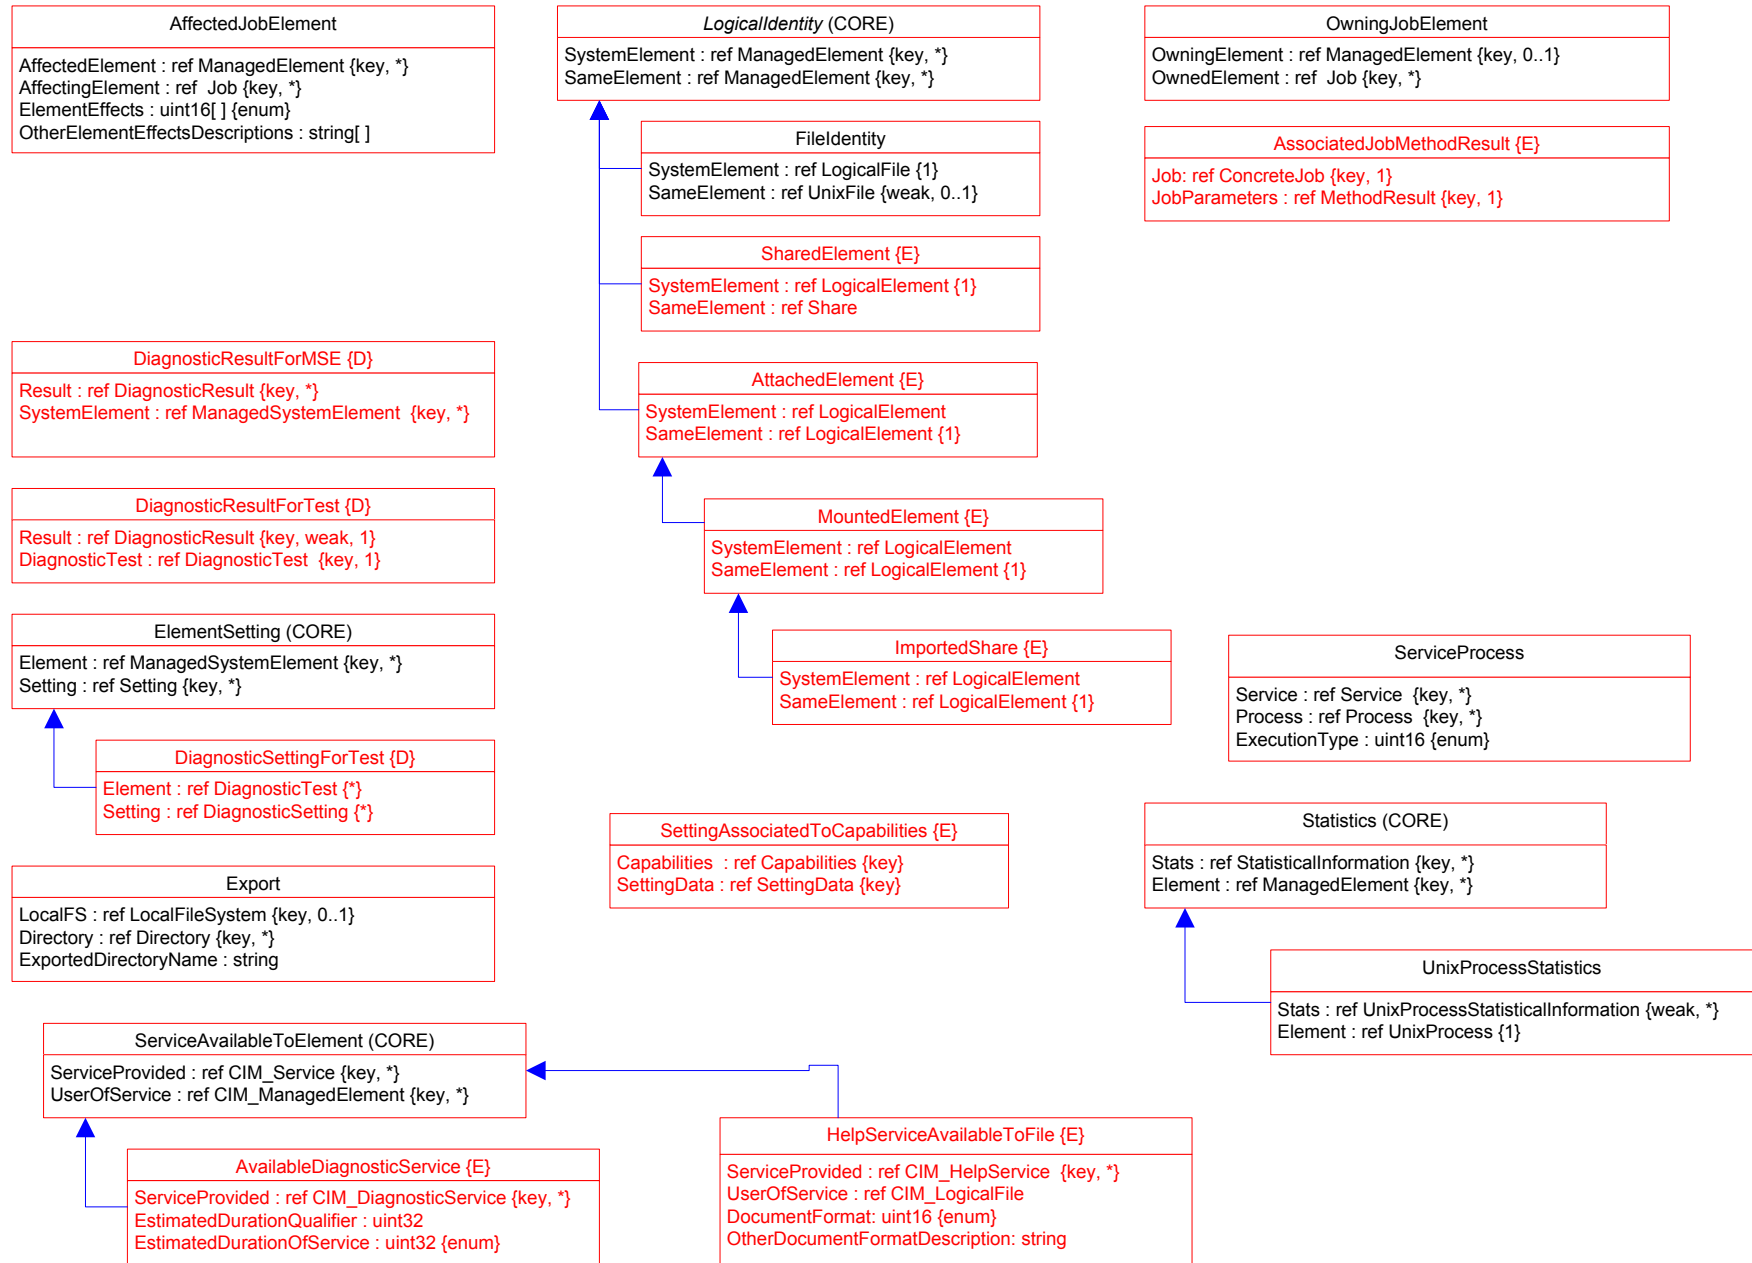 AffectedJobElement
AffectedElement : ref ManagedElement {key, *}
AffectingElement : ref  Job {key, *}
ElementEffects : uint16[ ] {enum}
OtherElementEffectsDescriptions : string[ ]
LogicalIdentity (CORE)
SystemElement : ref ManagedElement {key, *}
SameElement : ref ManagedElement {key, *}
OwningJobElement
OwningElement : ref ManagedElement {key, 0..1}
OwnedElement : ref  Job {key, *}
FileIdentity
SystemElement : ref LogicalFile {1}
SameElement : ref UnixFile {weak, 0..1}
AssociatedJobMethodResult {E}
Job: ref ConcreteJob {key, 1}
JobParameters : ref MethodResult {key, 1}
SharedElement {E}
SystemElement : ref LogicalElement {1}
SameElement : ref Share
DiagnosticResultForMSE {D}
Result : ref DiagnosticResult {key, *}
SystemElement : ref ManagedSystemElement  {key, *}
AttachedElement {E}
SystemElement : ref LogicalElement
SameElement : ref LogicalElement {1}
DiagnosticResultForTest {D}
Result : ref DiagnosticResult {key, weak, 1}
DiagnosticTest : ref DiagnosticTest  {key, 1}
MountedElement {E}
SystemElement : ref LogicalElement
SameElement : ref LogicalElement {1}
ElementSetting (CORE)
Element : ref ManagedSystemElement {key, *}
Setting : ref Setting {key, *}
ImportedShare {E}
SystemElement : ref LogicalElement
SameElement : ref LogicalElement {1}
ServiceProcess
Service : ref Service  {key, *}
Process : ref Process  {key, *}
ExecutionType : uint16 {enum}
DiagnosticSettingForTest {D}
Element : ref DiagnosticTest {*}
Setting : ref DiagnosticSetting {*}
SettingAssociatedToCapabilities {E}
Capabilities  : ref Capabilities {key}
SettingData : ref SettingData {key}
Statistics (CORE)
Stats : ref StatisticalInformation {key, *}
Element : ref ManagedElement {key, *}
Export
LocalFS : ref LocalFileSystem {key, 0..1}
Directory : ref Directory {key, *}
ExportedDirectoryName : string
UnixProcessStatistics
Stats : ref UnixProcessStatisticalInformation {weak, *}
Element : ref UnixProcess {1}
ServiceAvailableToElement (CORE)
ServiceProvided : ref CIM_Service {key, *}
UserOfService : ref CIM_ManagedElement {key, *}
HelpServiceAvailableToFile {E}
ServiceProvided : ref CIM_HelpService  {key, *}
UserOfService : ref CIM_LogicalFile
DocumentFormat: uint16 {enum}
OtherDocumentFormatDescription: string
AvailableDiagnosticService {E}
ServiceProvided : ref CIM_DiagnosticService {key, *}
EstimatedDurationQualifier : uint32
EstimatedDurationOfService : uint32 {enum}